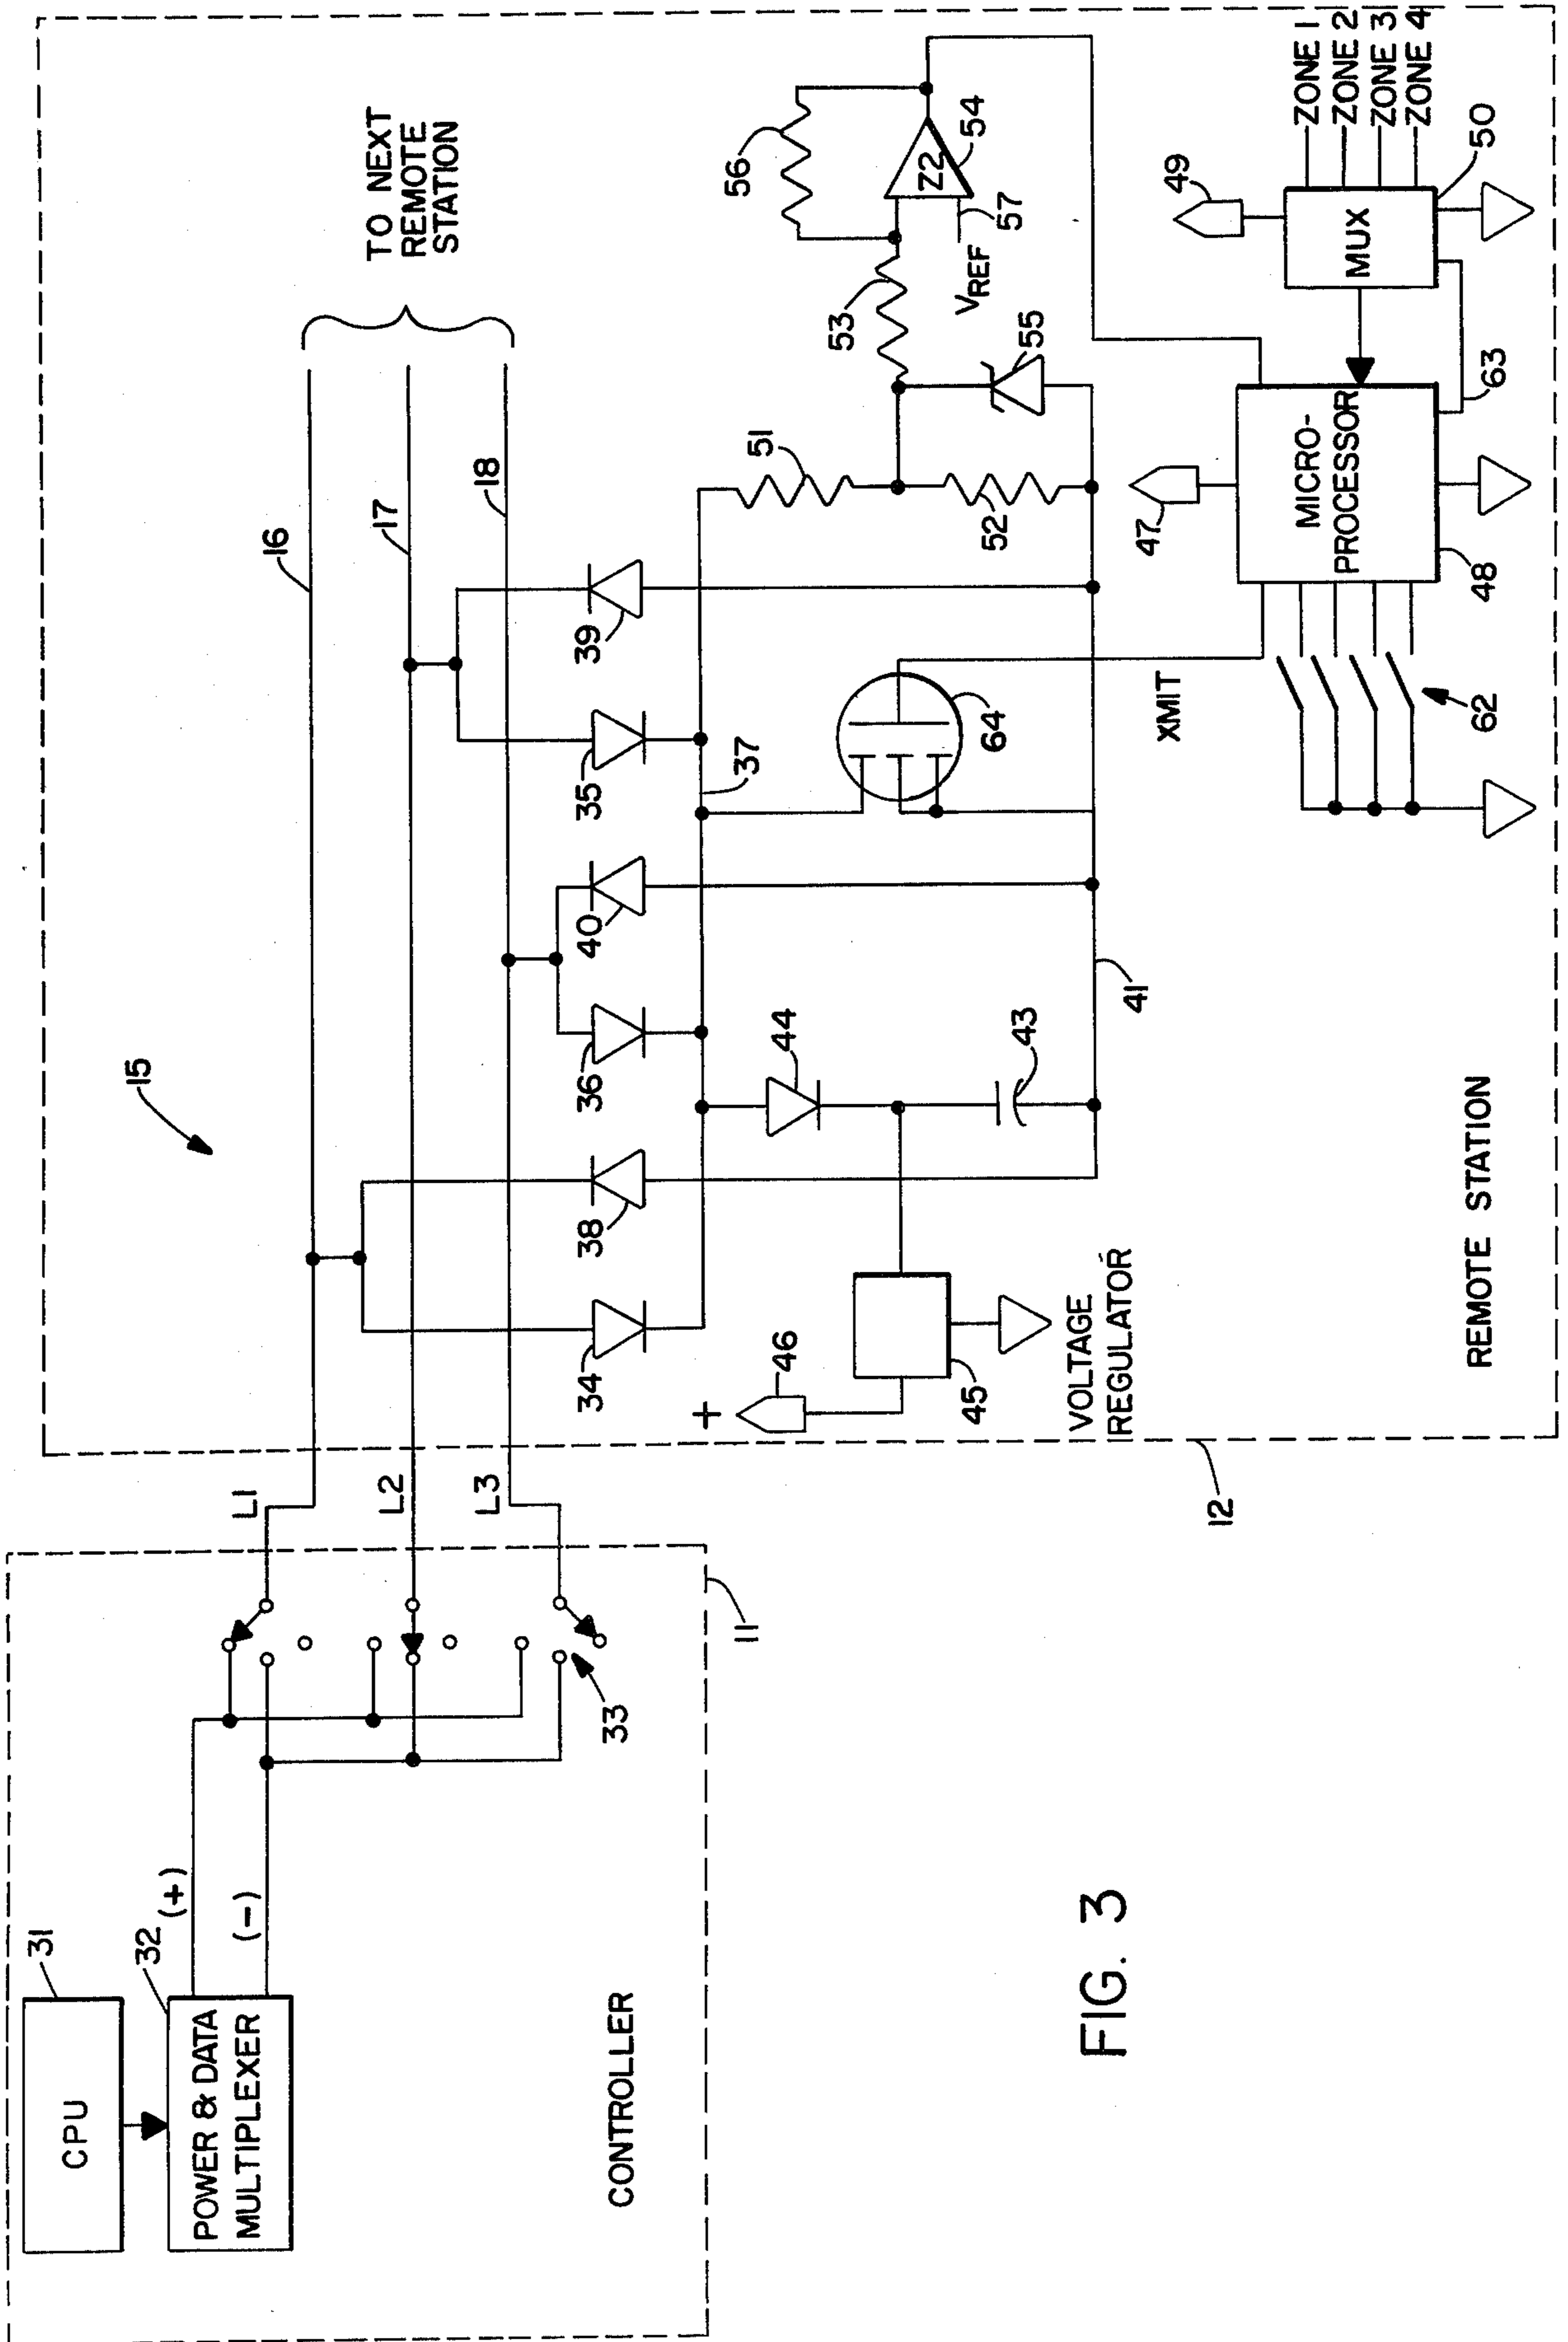 31
CPU
32
POWER & DATA
MULTIPLEXER
(+)
(-)
33
CONTROLLER
11
L1
L2
L3
15
16
17
18
TO NEXT
REMOTE
STATION
34
38
36
40
35
39
37
44
43
41
+
46
45
VOLTAGE
REGULATOR
64
XMIT
51
52
53
55
56
Z2
54
57
VREF
47
MICRO-
PROCESSOR
48
62
63
49
MUX
50
ZONE 1
ZONE 2
ZONE 3
ZONE 4
REMOTE STATION
12
FIG. 3